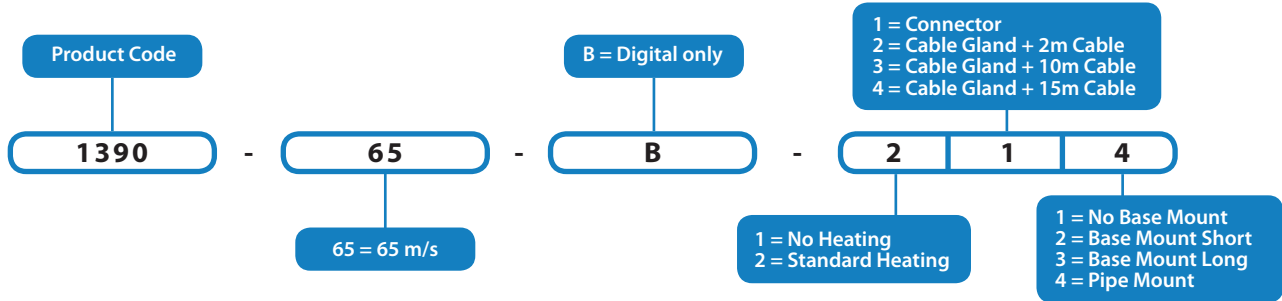 Product Code
B = Digital only
1 = Connector
2 = Cable Gland + 2m Cable
3 = Cable Gland + 10m Cable
4 = Cable Gland + 15m Cable
1390 - 65 - B - 2 1 4
65 = 65 m/s
1 = No Heating
2 = Standard Heating
1 = No Base Mount
2 = Base Mount Short
3 = Base Mount Long
4 = Pipe Mount